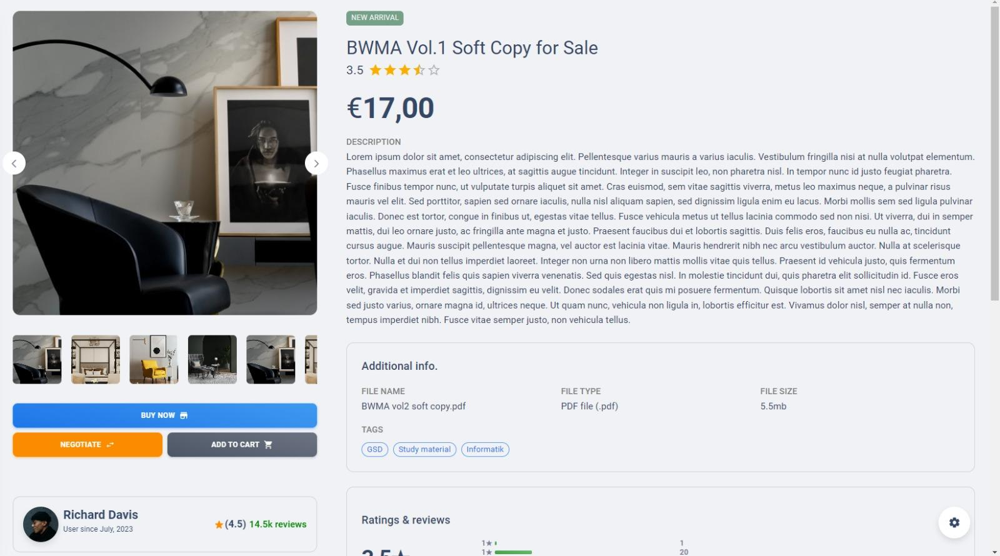 NEW ARRIVAL
BWMA Vol.1 Soft Copy for Sale
3.5
€17,00
DESCRIPTION
Lorem ipsum dolor sit amet, consectetur adipiscing elit. Pellentesque varius mauris a varius iaculis. Vestibulum fringilla nisi at nulla volutpat elementum.
Phasellus maximus erat et leo ultrices, at sagittis augue tincidunt. Integer in suscipit leo, non pharetra nisl. In tempor nunc id justo feugiat pharetra.
Fusce finibus tempor nunc, ut vulputate turpis aliquet sit amet. Cras euismod, sem vitae sagittis viverra, metus leo maximus neque, a pulvinar risus
mauris vel elit. Sed porttitor, sapien sed ornare iaculis, nulla nisl aliquam sapien, sed dignissim ligula enim eu lacus. Morbi mollis sem sed ligula pulvinar
iaculis. Donec est tortor, congue in finibus ut, egestas vitae tellus. Fusce vehicula metus ut tellus lacinia commodo sed non nisi. Ut viverra, dui in semper
mattis, dui leo ornare justo, ac fringilla ante magna et justo. Praesent faucibus dui et lobortis sagittis. Duis felis eros, faucibus eu nulla ac, tincidunt
cursus augue. Mauris suscipit pellentesque magna, vel auctor est lacinia vitae. Mauris hendrerit nibh nec arcu vestibulum auctor. Nulla at scelerisque
tortor. Nulla et dui non tellus imperdiet laoreet. Integer non urna non libero mattis mollis vitae quis tellus. Praesent id vehicula justo, quis fermentum
eros. Phasellus blandit felis quis sapien viverra venenatis. Sed quis egestas nisl. In molestie tincidunt dui, quis pharetra elit sollicitudin id. Fusce eros
velit, gravida et imperdiet sagittis, dignissim eu velit. Donec sodales erat quis mi posuere fermentum. Quisque lobortis sit amet nisl nec iaculis. Morbi
sed justo varius, ornare magna id, ultrices neque. Ut quam nunc, vehicula non ligula in, lobortis efficitur est. Vivamus dolor nisl, semper at nulla non,
tempus imperdiet nibh. Fusce vitae semper justo, non vehicula tellus.
BUY NOW
NEGOTIATE
ADD TO CART
Richard Davis
User since July, 2023
★(4.5) 14.5k reviews
Additional info.
FILE NAME
BWMA vol2 soft copy.pdf
FILE TYPE
PDF file (.pdf)
FILE SIZE
5.5mb
TAGS
GSD
Study material
Informatik
Ratings & reviews
3.5★
1★ 1
1★ 20